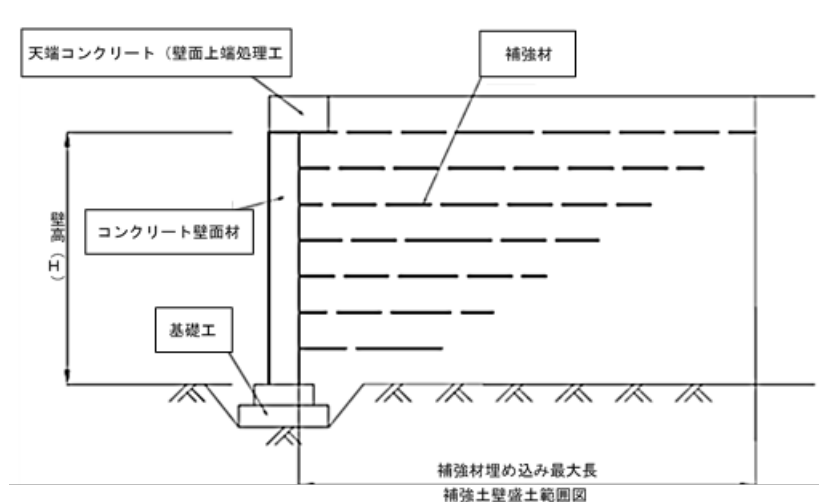 天端コンクリート（壁面上端処理工
補強材
コンクリート壁面材
壁高（H）
基礎工
補強材埋め込み最大長
補強土壁盛土範囲図